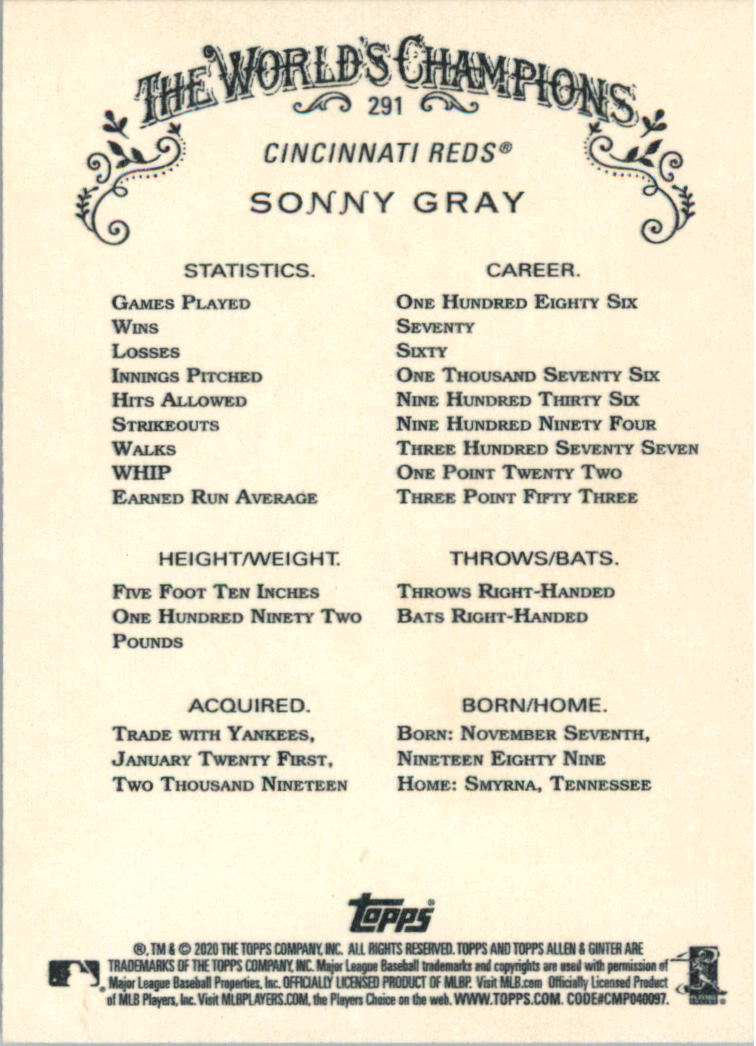 THE WORLD'S CHAMPIONS
291
CINCINNATI REDS®
SONNY GRAY
STATISTICS. CAREER.
GAMES PLAYED ONE HUNDRED EIGHTY SIX
WINS SEVENTY
LOSSES SIXTY
INNINGS PITCHED ONE THOUSAND SEVENTY SIX
HITS ALLOWED NINE HUNDRED THIRTY SIX
STRIKEOUTS NINE HUNDRED NINETY FOUR
WALKS THREE HUNDRED SEVENTY SEVEN
WHIP ONE POINT TWENTY TWO
EARNED RUN AVERAGE THREE POINT FIFTY THREE
HEIGHT/WEIGHT. THROWS/BATS.
FIVE FOOT TEN INCHES THROWS RIGHT-HANDED
ONE HUNDRED NINETY TWO BATS RIGHT-HANDED
POUNDS
ACQUIRED. BORN/HOME.
TRADE WITH YANKEES, BORN: NOVEMBER SEVENTH,
JANUARY TWENTY FIRST, NINETEEN EIGHTY NINE
TWO THOUSAND NINETEEN HOME: SMYRNA, TENNESSEE
topps®
®, TM & © 2020 THE TOPPS COMPANY, INC. ALL RIGHTS RESERVED. TOPPS AND TOPPS ALLEN & GINTER ARE
TRADEMARKS OF THE TOPPS COMPANY, INC. Major League Baseball trademarks and copyrights are used with permission of
Major League Baseball Properties, Inc. OFFICIALLY LICENSED PRODUCT OF MLBP. Visit MLB.com Officially Licensed Product
of MLB Players, Inc. Visit MLBPLAYERS.COM, the Players Choice on the web. WWW.TOPPS.COM. CODE#CMP040097.